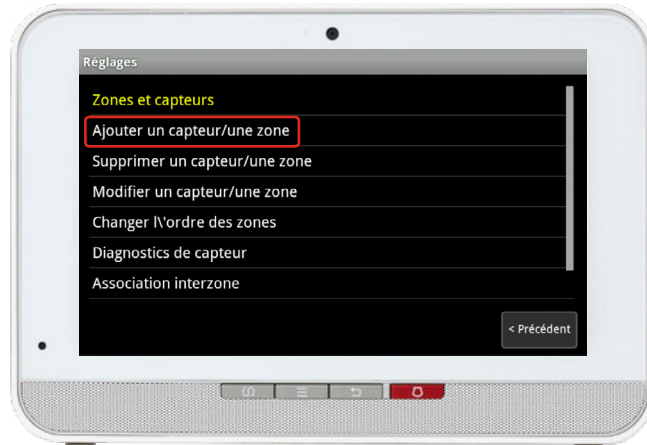 Réglages
Zones et capteurs
Ajouter un capteur/une zone
Supprimer un capteur/une zone
Modifier un capteur/une zone
Changer l\'ordre des zones
Diagnostics de capteur
Association interzone
< Précédent